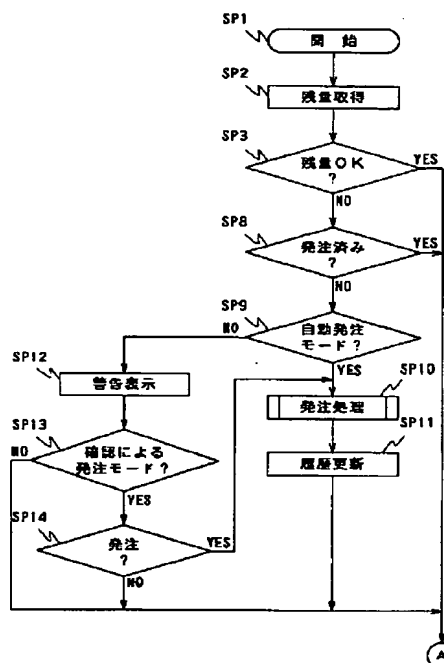 SP1
開始
SP2
残量取得
SP3
残量OK
?
YES
NO
SP8
発注済み
?
YES
NO
SP9
自動発注
モード?
NO
YES
SP12
警告表示
SP10
発注処理
SP13
確認による
発注モード?
NO
YES
SP11
履歴更新
SP14
発注
?
YES
NO
A